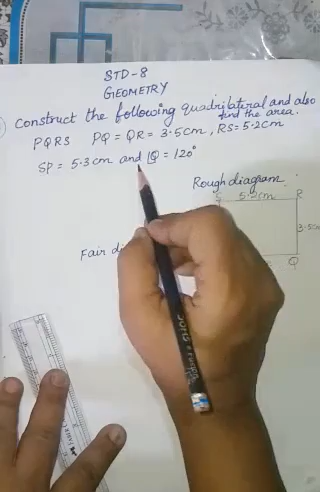 STD-8
GEOMETRY
Construct the following quadrilateral and also
find the area.
PQRS PQ = QR = 3.5cm, RS = 5.2cm
SP = 5.3cm and ∠Q = 120°
Rough diagram
S 5.2cm R
3.5cm
Q
Fair